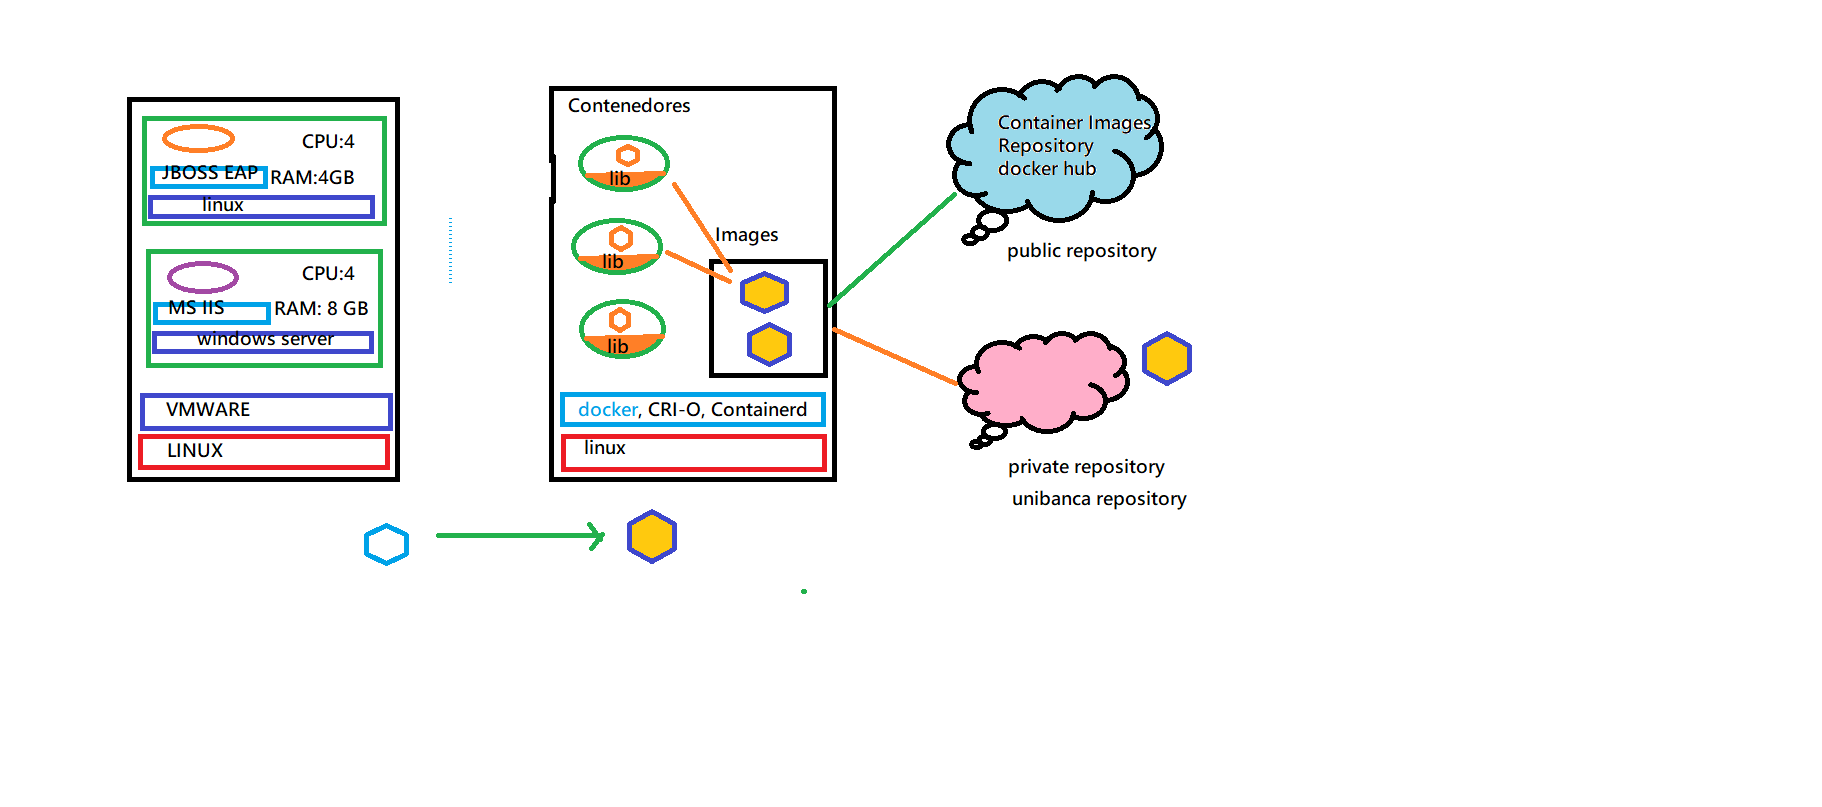 CPU:4
JBOSS EAP
RAM:4GB
linux
CPU:4
MS IIS
RAM: 8 GB
windows server
VMWARE
LINUX
Contenedores
lib
lib
lib
Images
docker, CRI-O, Containerd
linux
Container Images
Repository
docker hub
public repository
private repository
unibanca repository